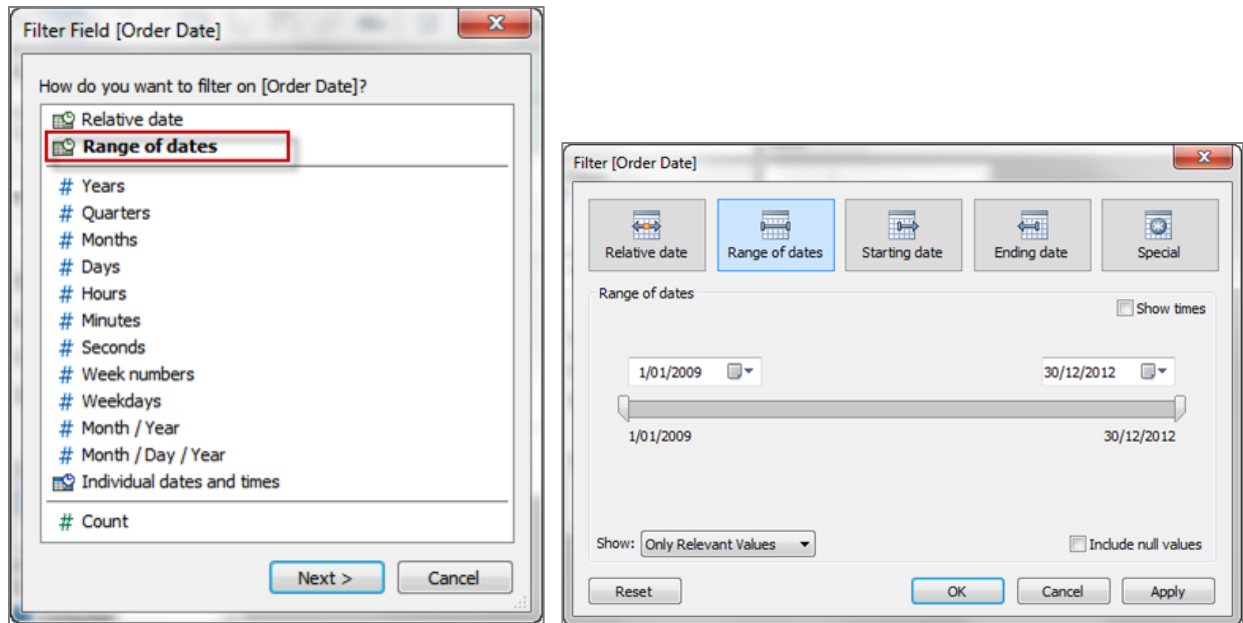 Filter Field [Order Date]
How do you want to filter on [Order Date]?
Relative date
Range of dates
# Years
# Quarters
# Months
# Days
# Hours
# Minutes
# Seconds
# Week numbers
# Weekdays
# Month / Year
# Month / Day / Year
Individual dates and times
# Count
Next > Cancel
Filter [Order Date]
Relative date Range of dates Starting date Ending date Special
Range of dates
Show times
1/01/2009 30/12/2012
1/01/2009 30/12/2012
Show: Only Relevant Values Include null values
Reset OK Cancel Apply